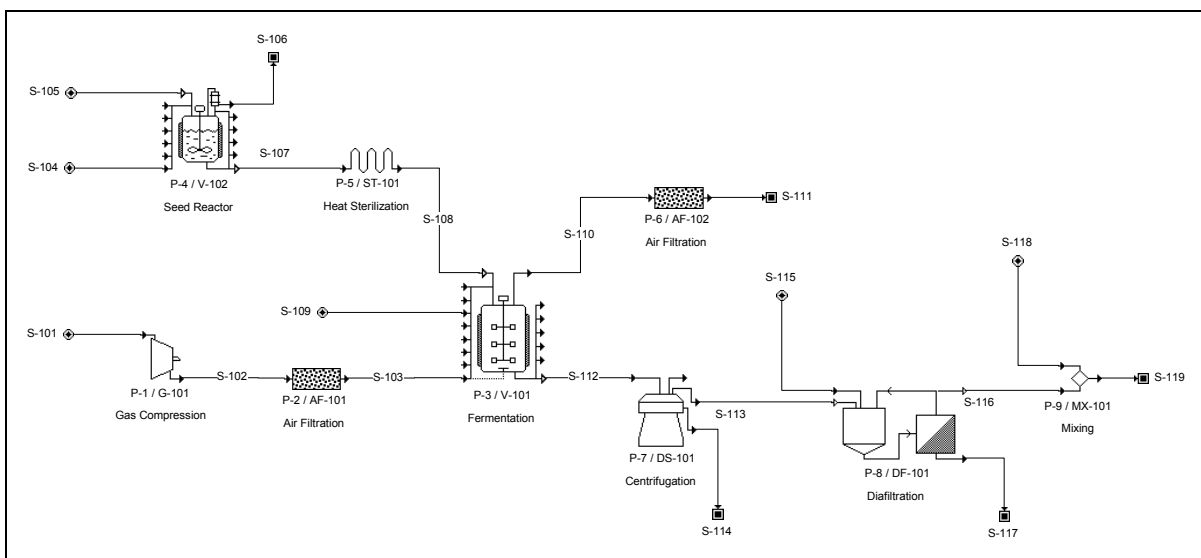 S-106
S-105
S-104
S-107
P-4 / V-102
Seed Reactor
P-5 / ST-101
Heat Sterilization
S-108
S-110
P-6 / AF-102
Air Filtration
S-111
S-118
S-115
S-109
S-101
S-102
S-103
P-1 / G-101
Gas Compression
P-2 / AF-101
Air Filtration
P-3 / V-101
Fermentation
S-112
S-113
P-7 / DS-101
Centrifugation
S-114
S-116
S-119
P-9 / MX-101
Mixing
P-8 / DF-101
Diafiltration
S-117